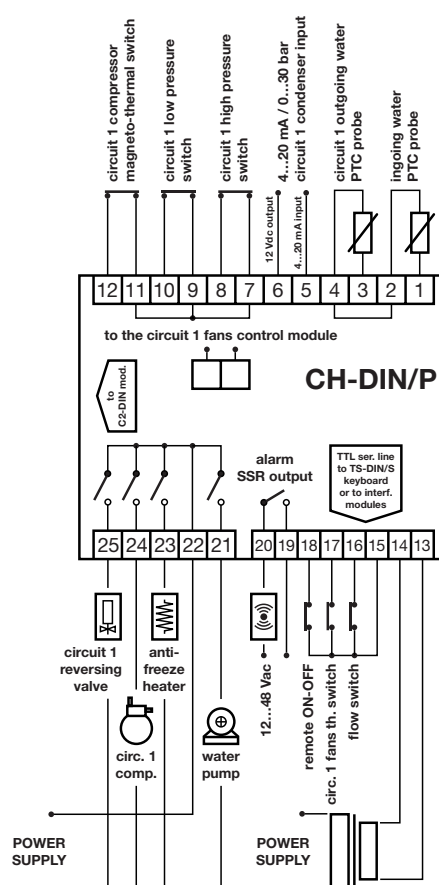 circuit 1 compressor
magneto-thermal switch
circuit 1 low pressure
switch
circuit 1 high pressure
switch
12 Vdc output
4...20 mA / 0...30 bar
circuit 1 condenser input
4...20 mA input
circuit 1 outgoing water
PTC probe
ingoing water
PTC probe
12 11 10 9 8 7 6 5 4 3 2 1
to the circuit 1 fans control module
CH-DIN/P
to
C2-DIN mod.
alarm
SSR output
TTL ser. line
to TS-DIN/S
keyboard
or to interf.
modules
25 24 23 22 21 20 19 18 17 16 15 14 13
circuit 1
reversing
valve
anti-
freeze
heater
circ. 1
comp.
water
pump
12...48 Vac
remote ON-OFF
circ. 1 fans th. switch
flow switch
POWER
SUPPLY
POWER
SUPPLY